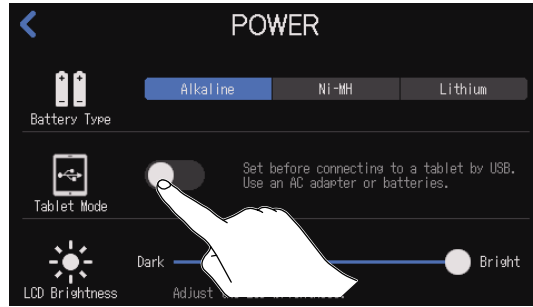 POWER
Alkaline Ni-MH Lithium
Battery Type
Set before connecting to a tablet by USB.
Use an AC adapter or batteries.
Tablet Mode
Dark Bright
LCD Brightness
Adjust